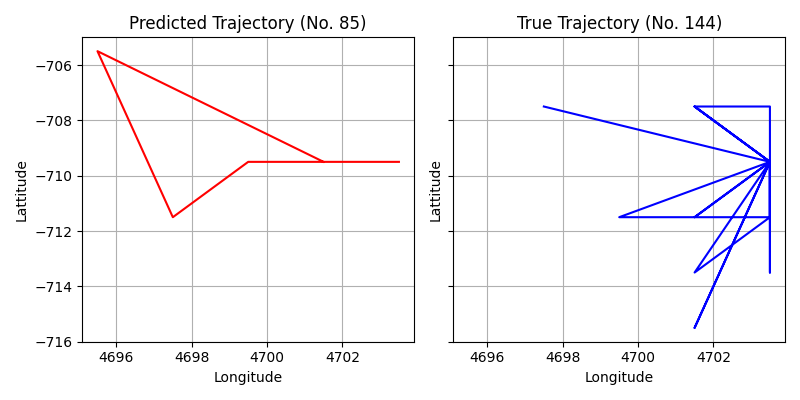 Predicted Trajectory (No. 85)
−706
−708
−710
−712
−714
−716
Lattitude
4696 4698 4700 4702
Longitude
True Trajectory (No. 144)
Lattitude
4696 4698 4700 4702
Longitude